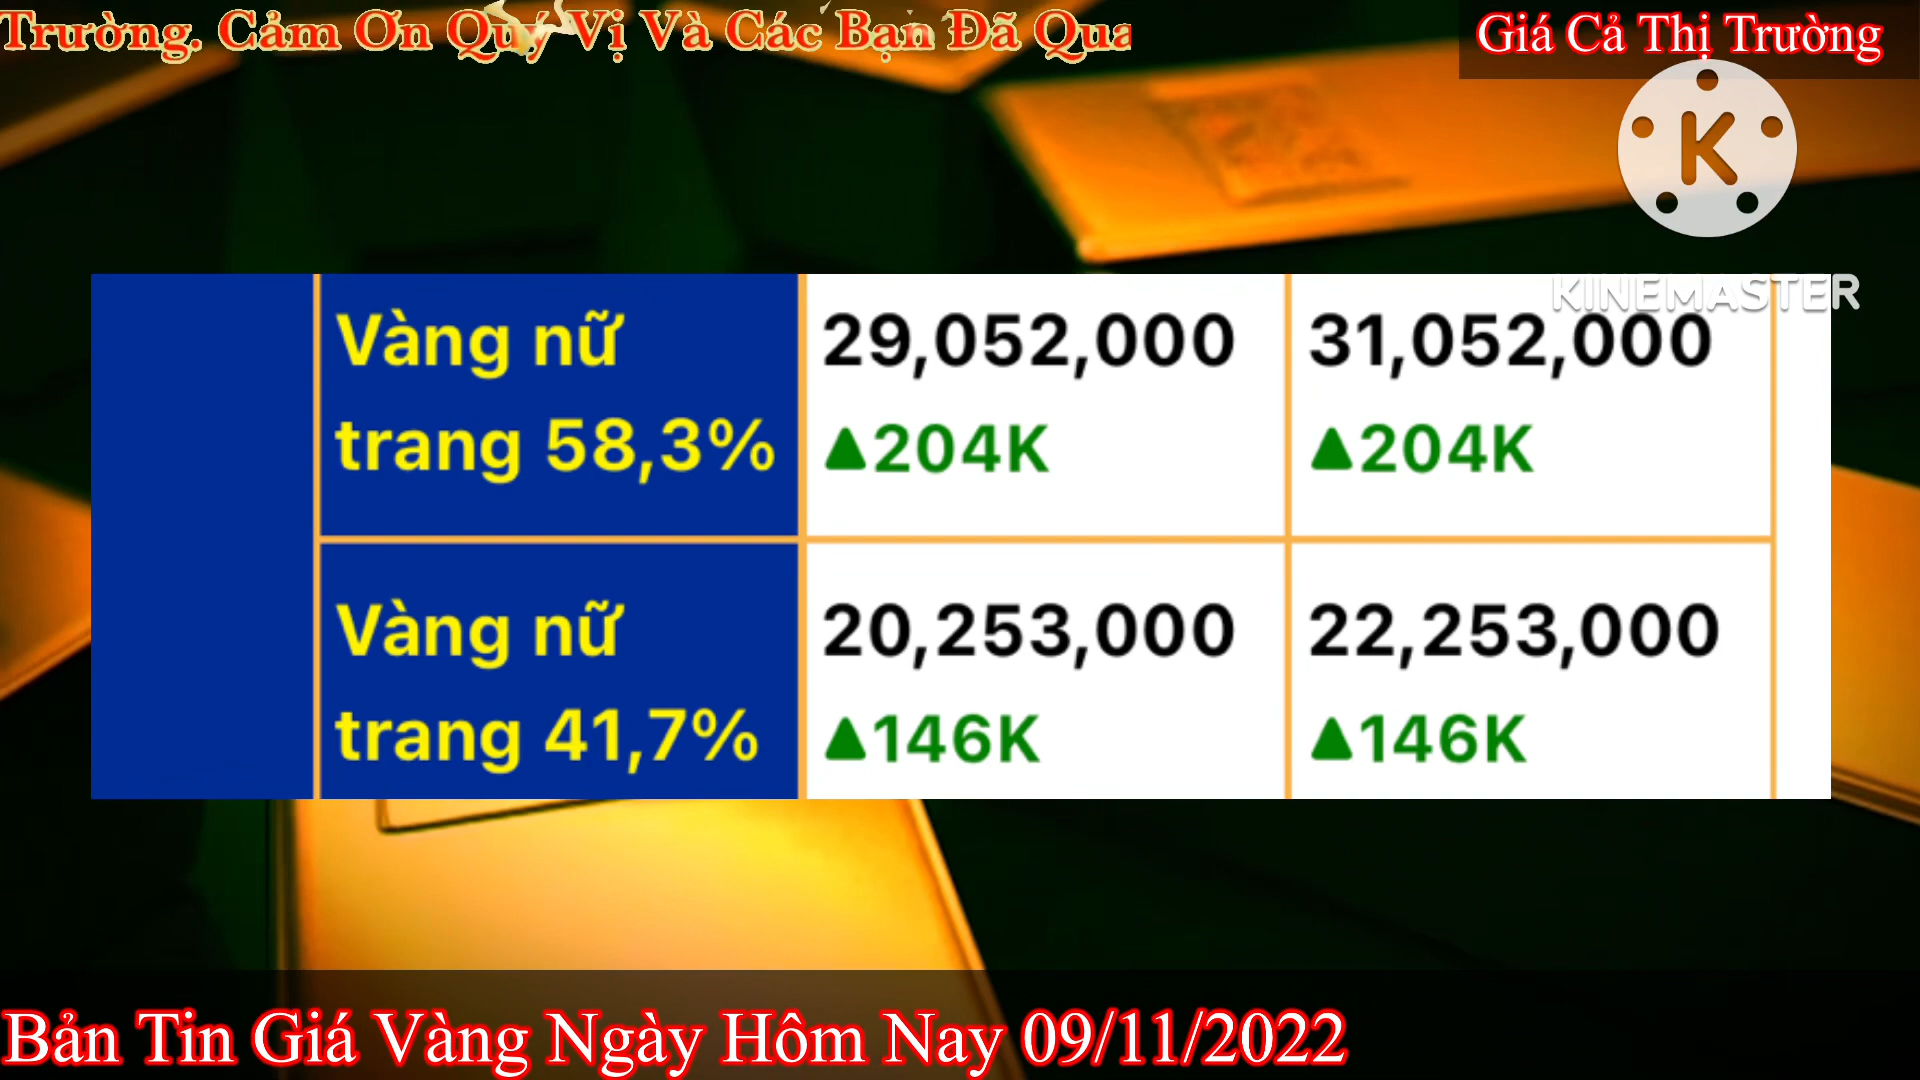 Trường. Cảm Ơn Quý Vị Và Các Bạn Đã Qua
Giá Cả Thị Trường
K
KINEMASTER
Vàng nữ trang 58,3% 29,052,000 ▲204K 31,052,000 ▲204K
Vàng nữ trang 41,7% 20,253,000 ▲146K 22,253,000 ▲146K
Bản Tin Giá Vàng Ngày Hôm Nay 09/11/2022